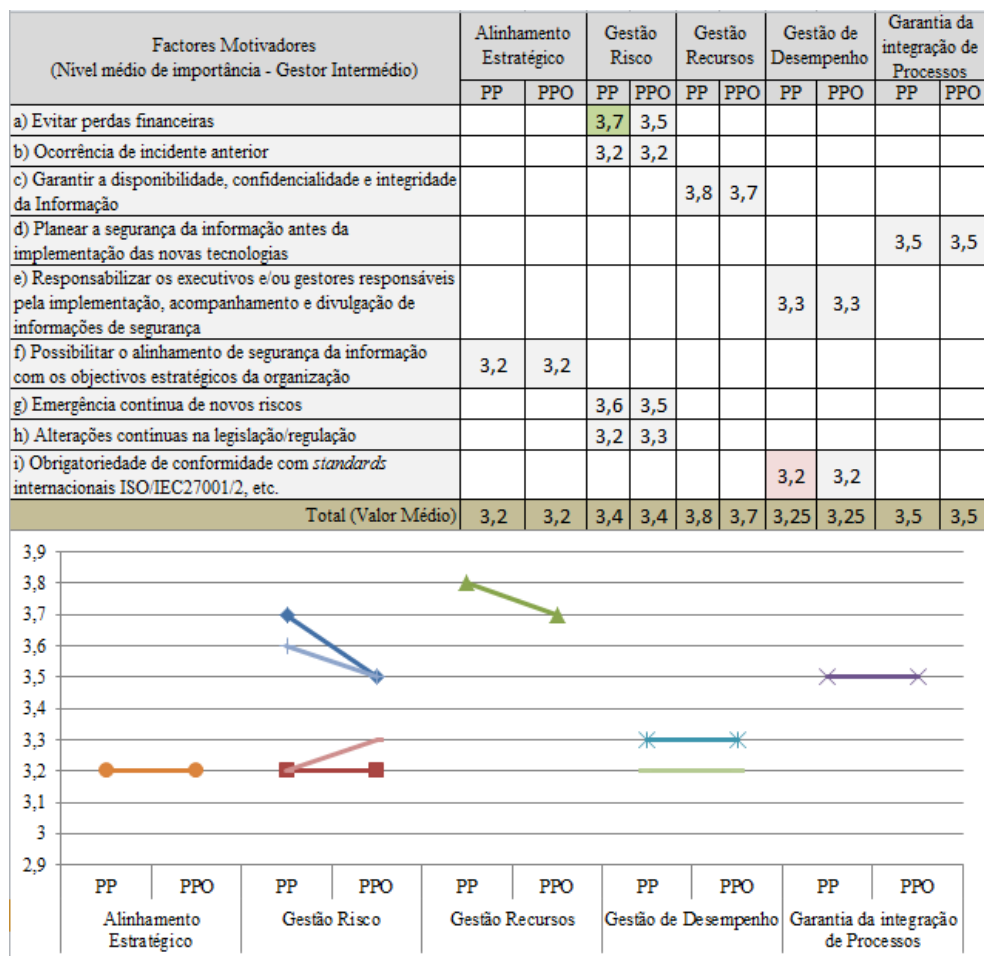 Factores Motivadores
(Nível médio de importância - Gestor Intermédio)
Alinhamento
Estratégico
Gestão
Risco
Gestão
Recursos
Gestão de
Desempenho
Garantia da
integração de
Processos
PP PPO PP PPO PP PPO PP PPO PP PPO
a) Evitar perdas financeiras 3,7 3,5
b) Ocorrência de incidente anterior 3,2 3,2
c) Garantir a disponibilidade, confidencialidade e integridade
da Informação 3,8 3,7
d) Planear a segurança da informação antes da
implementação das novas tecnologias 3,5 3,5
e) Responsabilizar os executivos e/ou gestores responsáveis
pela implementação, acompanhamento e divulgação de 3,3 3,3
informações de segurança
f) Possibilitar o alinhamento de segurança da informação
com os objectivos estratégicos da organização 3,2 3,2
g) Emergência contínua de novos riscos 3,6 3,5
h) Alterações contínuas na legislação/regulação 3,2 3,3
i) Obrigatoriedade de conformidade com standards
internacionais ISO/IEC27001/2, etc. 3,2 3,2
Total (Valor Médio) 3,2 3,2 3,4 3,4 3,8 3,7 3,25 3,25 3,5 3,5
3,9
3,8
3,7
3,6
3,5
3,4
3,3
3,2
3,1
3
2,9
PP PPO PP PPO PP PPO PP PPO PP PPO
Alinhamento
Estratégico
Gestão Risco
Gestão Recursos
Gestão de Desempenho
Garantia da integração
de Processos